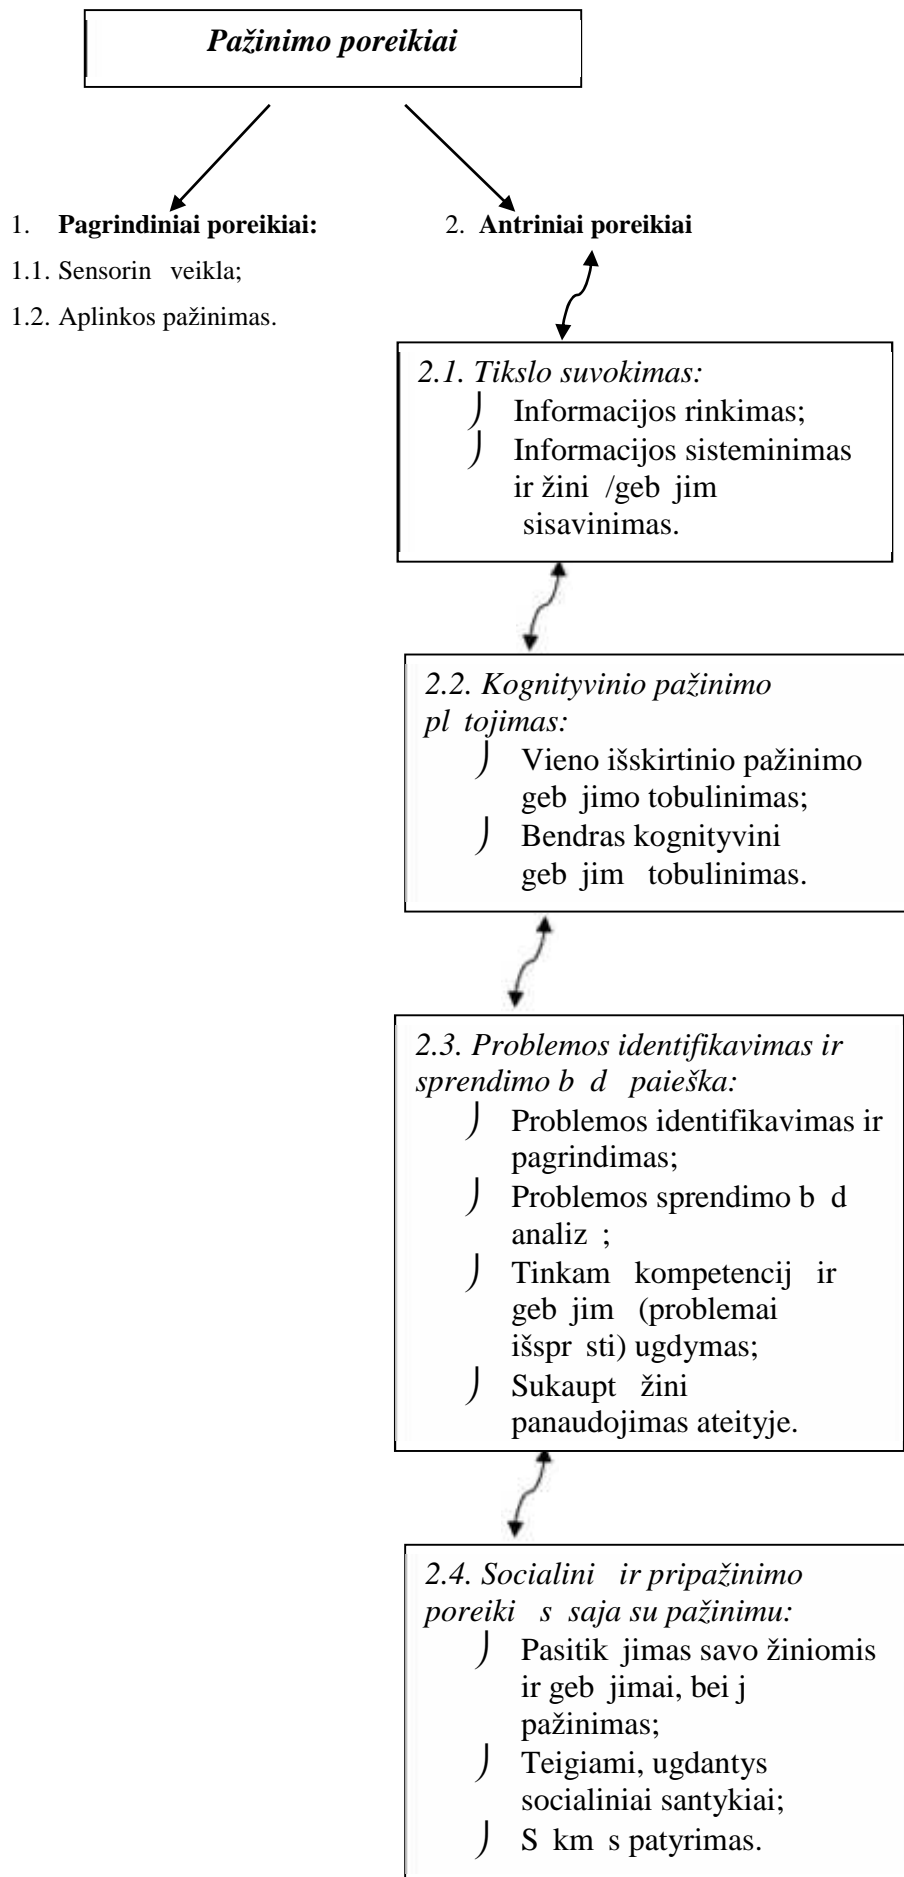 Pažinimo poreikiai
1. Pagrindiniai poreikiai:
2. Antriniai poreikiai
1.1. Sensorin veikla;
1.2. Aplinkos pažinimas.
2.1. Tikslo suvokimas:
Informacijos rinkimas;
Informacijos sisteminimas
ir žini /geb jim
sisavinimas.
2.2. Kognityvinio pažinimo
pl tojimas:
Vieno išskirtinio pažinimo
geb jimo tobulinimas;
Bendras kognityvini
geb jim tobulinimas.
2.3. Problemos identifikavimas ir
sprendimo b d paieška:
Problemos identifikavimas ir
pagrindimas;
Problemos sprendimo b d
analiz ;
Tinkam kompetencij ir
geb jim (problemai
išspr sti) ugdymas;
Sukaupt žini
panaudojimas ateityje.
2.4. Socialini ir pripažinimo
poreiki s saja su pažinimu:
Pasitik jimas savo žiniomis
ir geb jimai, bei j
pažinimas;
Teigiami, ugdantys
socialiniai santykiai;
S km s patyrimas.